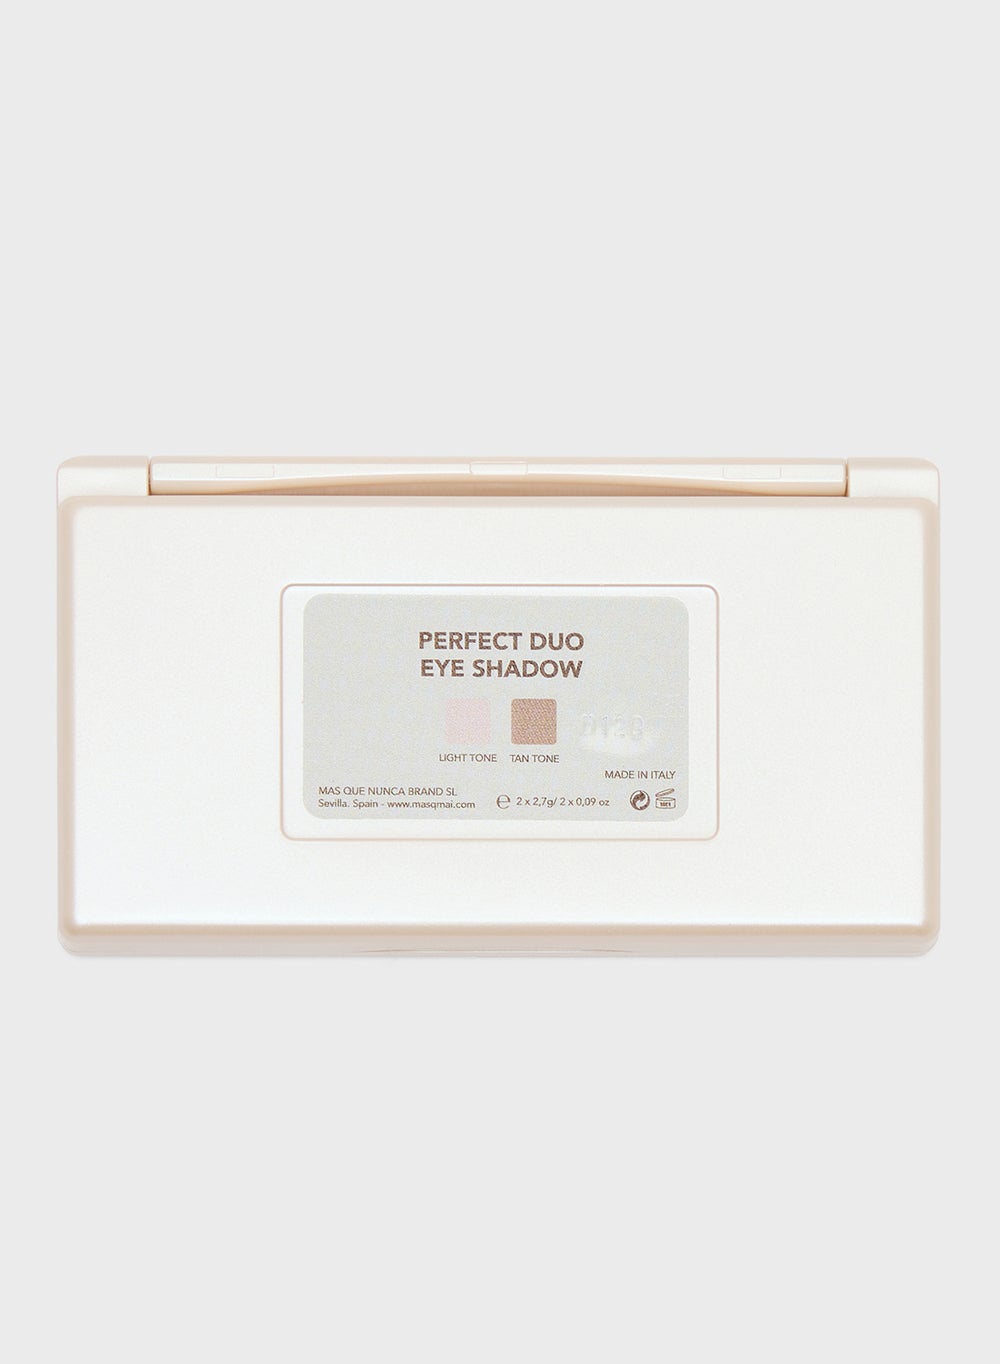 PERFECT DUO
EYE SHADOW
LIGHT TONE TAN TONE
MADE IN ITALY
MAS QUE NUNCA BRAND SL
Sevilla. Spain - www.masqmai.com
℮ 2 x 2,7g/ 2 x 0,09 oz